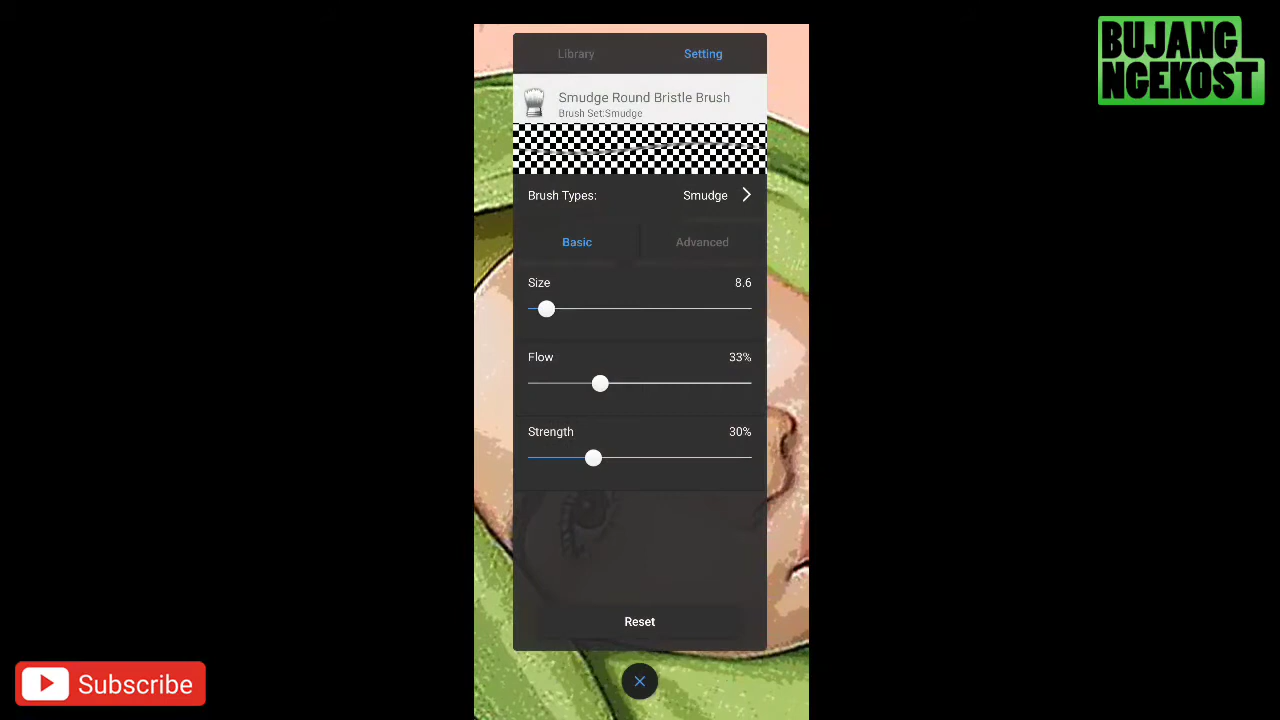 BUJANG
NGEKOST
Library Setting
Smudge Round Bristle Brush
Brush Set:Smudge
Brush Types: Smudge
Basic Advanced
Size 8.6
Flow 33%
Strength 30%
Reset
Subscribe